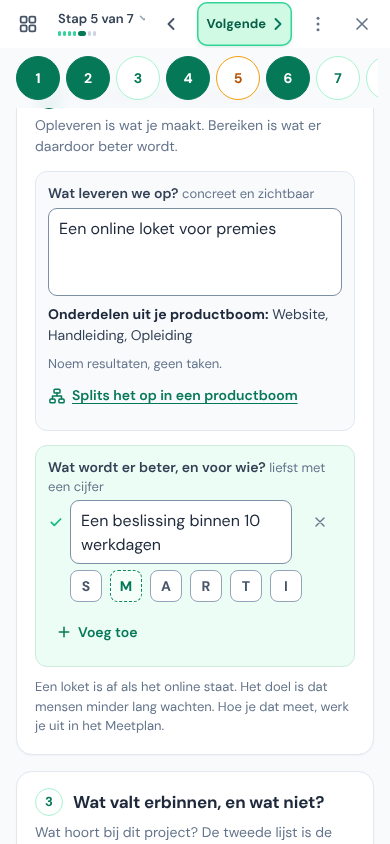 Stap 5 van 7
Volgende
1 2 3 4 5 6 7
Opleveren is wat je maakt. Bereiken is wat er
daardoor beter wordt.
Wat leveren we op? concreet en zichtbaar
Een online loket voor premies
Onderdelen uit je productboom: Website,
Handleiding, Opleiding
Noem resultaten, geen taken.
Splits het op in een productboom
Wat wordt er beter, en voor wie? liefst met
een cijfer
Een beslissing binnen 10
werkdagen
S M A R T I
Voeg toe
Een loket is af als het online staat. Het doel is dat
mensen minder lang wachten. Hoe je dat meet, werk
je uit in het Meetplan.
3 Wat valt erbinnen, en wat niet?
Wat hoort bij dit project? De tweede lijst is de